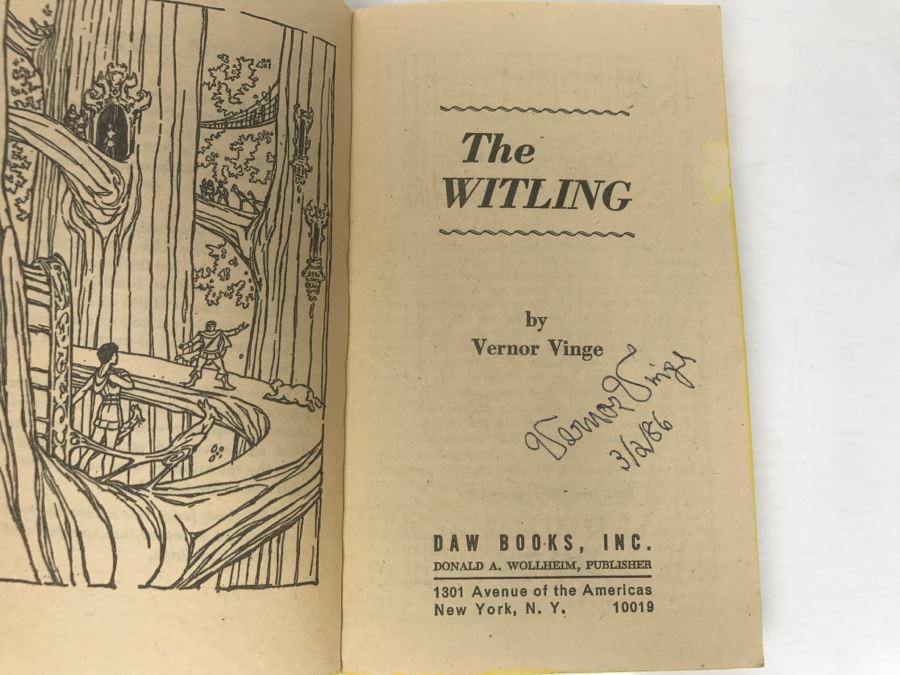 The
WITLING
by
Vernor Vinge
Vernor Vinge
3/2/86
DAW BOOKS, INC.
DONALD A. WOLLHEIM, PUBLISHER
1301 Avenue of the Americas
New York, N. Y. 10019